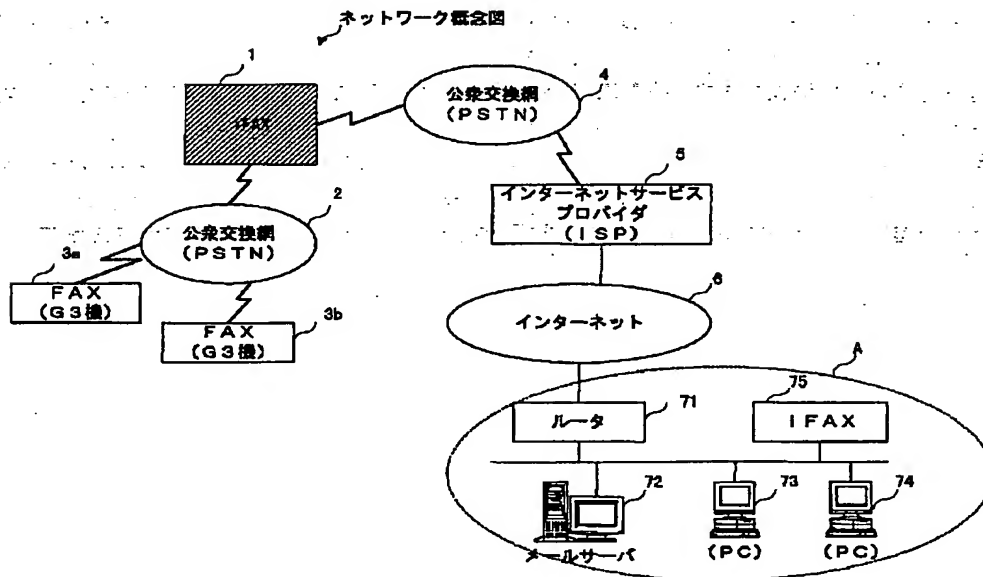 ネットワーク概念図
1
IFAX
公衆交換網
(PSTN)
4
5
インターネットサービス
プロバイダ
(ISP)
2
公衆交換網
(PSTN)
3a
FAX
(G3機)
3b
FAX
(G3機)
6
インターネット
A
71
ルータ
75
IFAX
72
メールサーバ
73
(PC)
74
(PC)